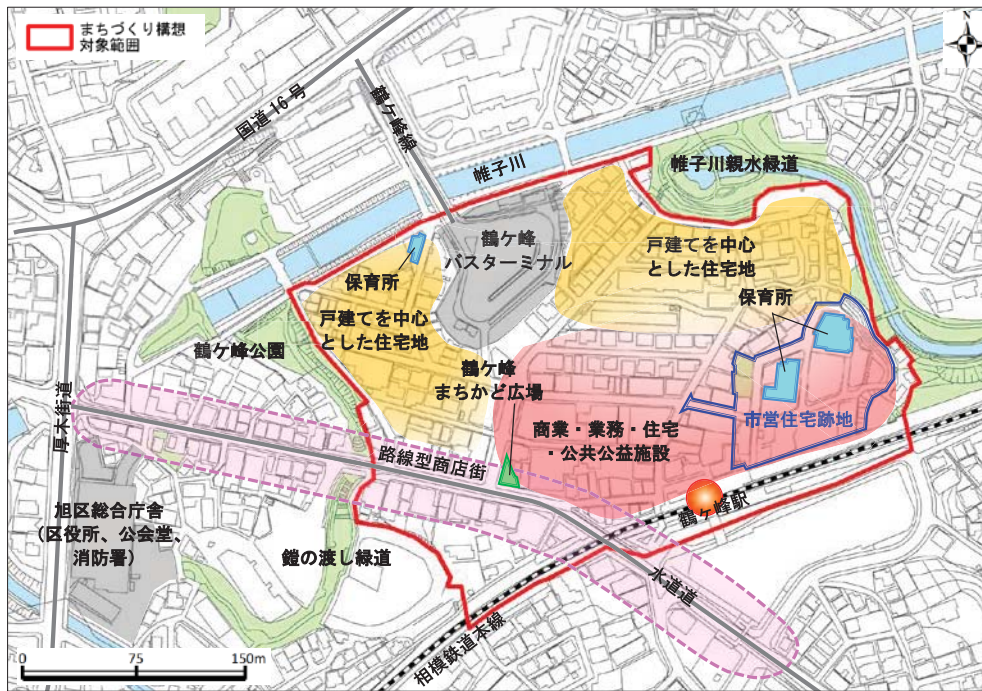 まちづくり構想
対象範囲
N
国道16号
鶴ケ峰線
帷子川
帷子川親水緑道
鶴ケ峰
バスターミナル
戸建てを中心
とした住宅地
保育所
保育所
戸建てを中心
とした住宅地
鶴ケ峰公園
鶴ケ峰
まちかど広場
厚木街道
市営住宅跡地
商業・業務・住宅
・公共公益施設
路線型商店街
鶴ケ峰駅
旭区総合庁舎
(区役所、公会堂、
消防署)
鎧の渡し緑道
水道道
相模鉄道本線
0 75 150m